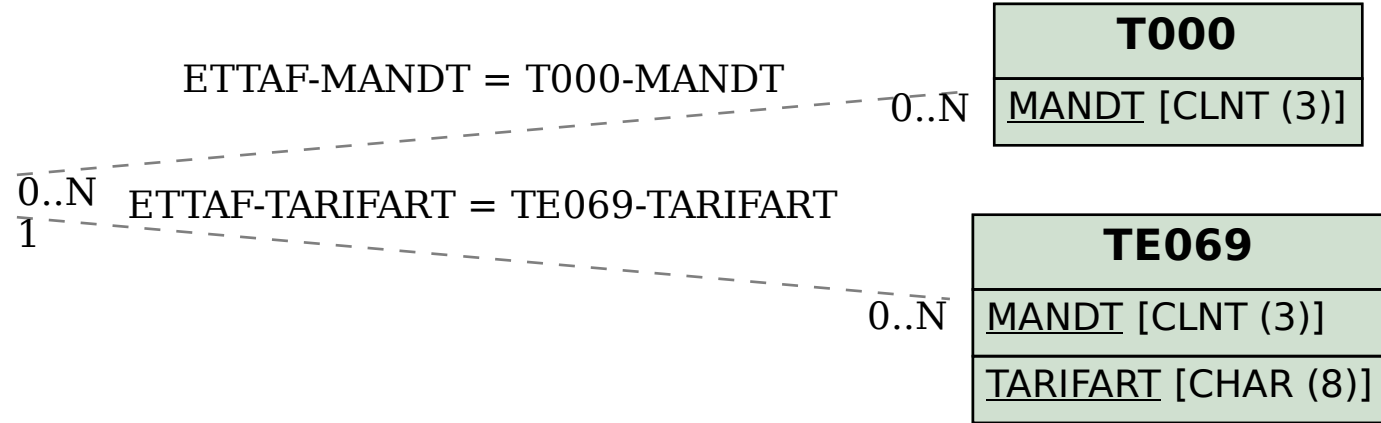 T000
ETTAF-MANDT = T000-MANDT
0..N
MANDT [CLNT (3)]
0..N
ETTAF-TARIFART = TE069-TARIFART
1
TE069
0..N
MANDT [CLNT (3)]
TARIFART [CHAR (8)]